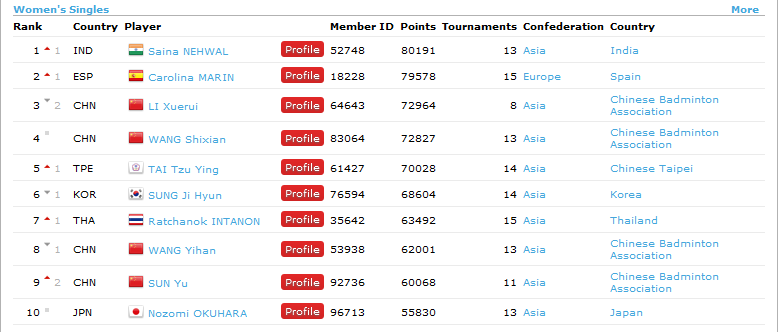 Women's Singles More
Rank Country Player Member ID Points Tournaments Confederation Country
1 1 IND Saina NEHWAL Profile 52748 80191 13 Asia India
2 1 ESP Carolina MARIN Profile 18228 79578 15 Europe Spain
3 2 CHN LI Xuerui Profile 64643 72964 8 Asia Chinese Badminton
Association
4 CHN WANG Shixian Profile 83064 72827 13 Asia Chinese Badminton
Association
5 1 TPE TAI Tzu Ying Profile 61427 70028 14 Asia Chinese Taipei
6 1 KOR SUNG Ji Hyun Profile 76594 68604 14 Asia Korea
7 1 THA Ratchanok INTANON Profile 35642 63492 15 Asia Thailand
8 1 CHN WANG Yihan Profile 53938 62001 13 Asia Chinese Badminton
Association
9 2 CHN SUN Yu Profile 92736 60068 11 Asia Chinese Badminton
Association
10 JPN Nozomi OKUHARA Profile 96713 55830 13 Asia Japan